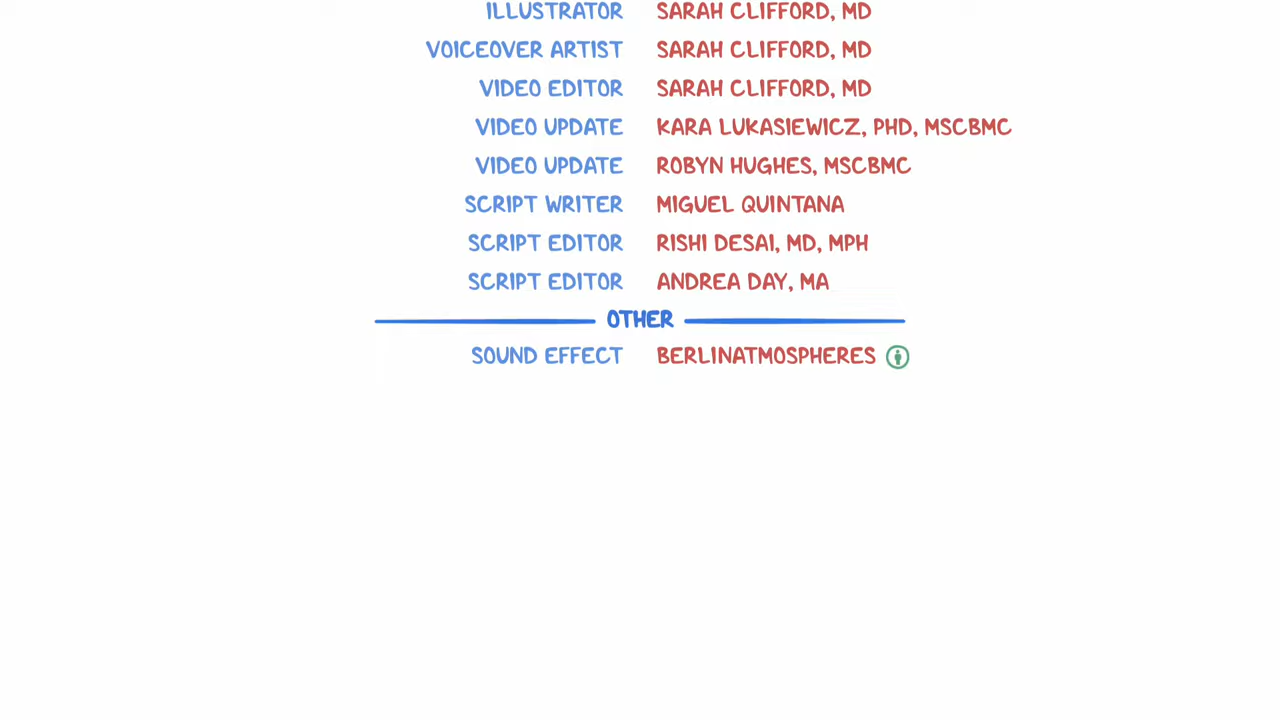 ILLUSTRATOR SARAH CLIFFORD, MD
VOICEOVER ARTIST SARAH CLIFFORD, MD
VIDEO EDITOR SARAH CLIFFORD, MD
VIDEO UPDATE KARA LUKASIEWICZ, PHD, MSCBMC
VIDEO UPDATE ROBYN HUGHES, MSCBMC
SCRIPT WRITER MIGUEL QUINTANA
SCRIPT EDITOR RISHI DESAI, MD, MPH
SCRIPT EDITOR ANDREA DAY, MA
OTHER
SOUND EFFECT BERLINATMOSPHERES